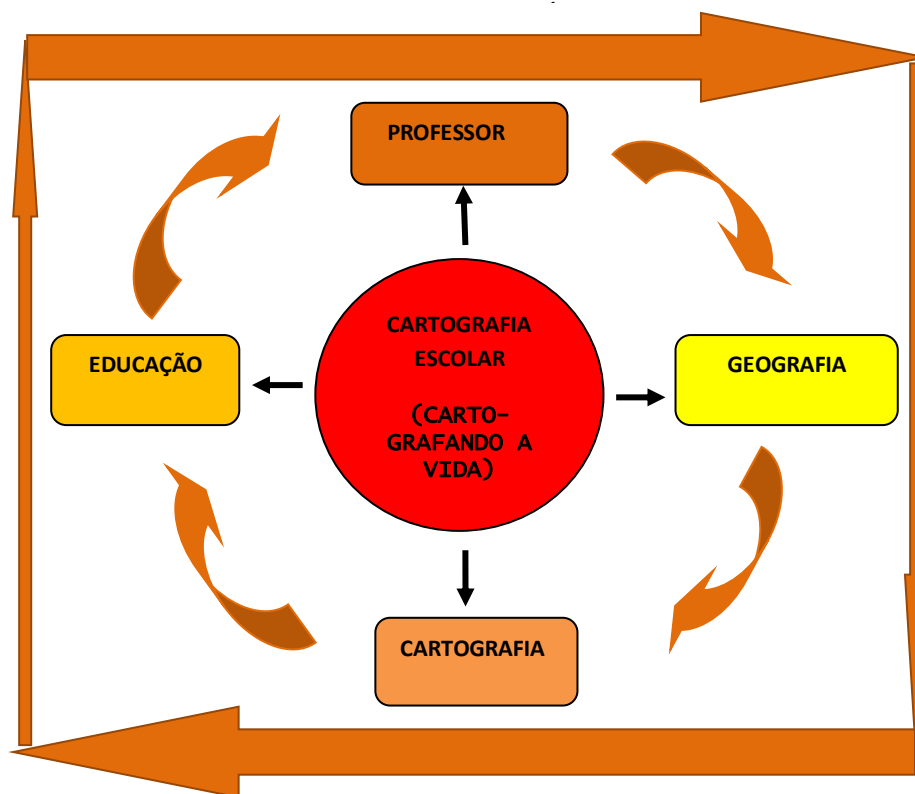 PROFESSOR
CARTOGRAFIA
ESCOLAR
(CARTO-
GRAFANDO A
VIDA)
EDUCAÇÃO
GEOGRAFIA
CARTOGRAFIA